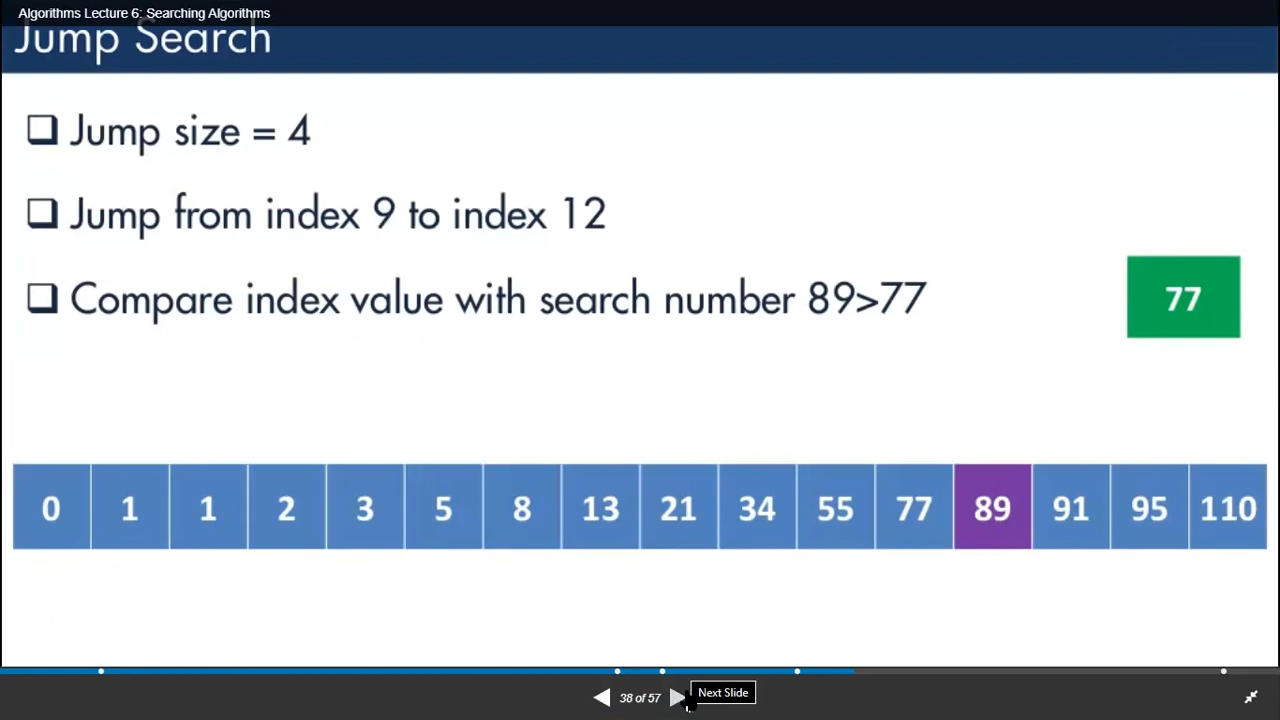 Algorithms Lecture 6: Searching Algorithms
Jump Search
Jump size = 4
Jump from index 9 to index 12
Compare index value with search number 89>77
77
0 1 1 2 3 5 8 13 21 34 55 77 89 91 95 110
38 of 57
Next Slide